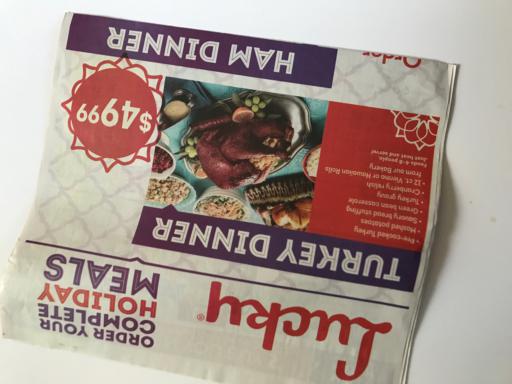 Lucky®
ORDER YOUR
COMPLETE
HOLIDAY
MEALS
TURKEY DINNER
• Pre-cooked Turkey
• Mashed potatoes
• Savory bread stuffing
• Green bean casserole
• Turkey gravy
• Cranberry relish
• 12 ct. Vienna or Hawaiian Rolls
from our Bakery
Feeds 6-8 people.
Just heat and serve!
$4999
HAM DINNER
Order